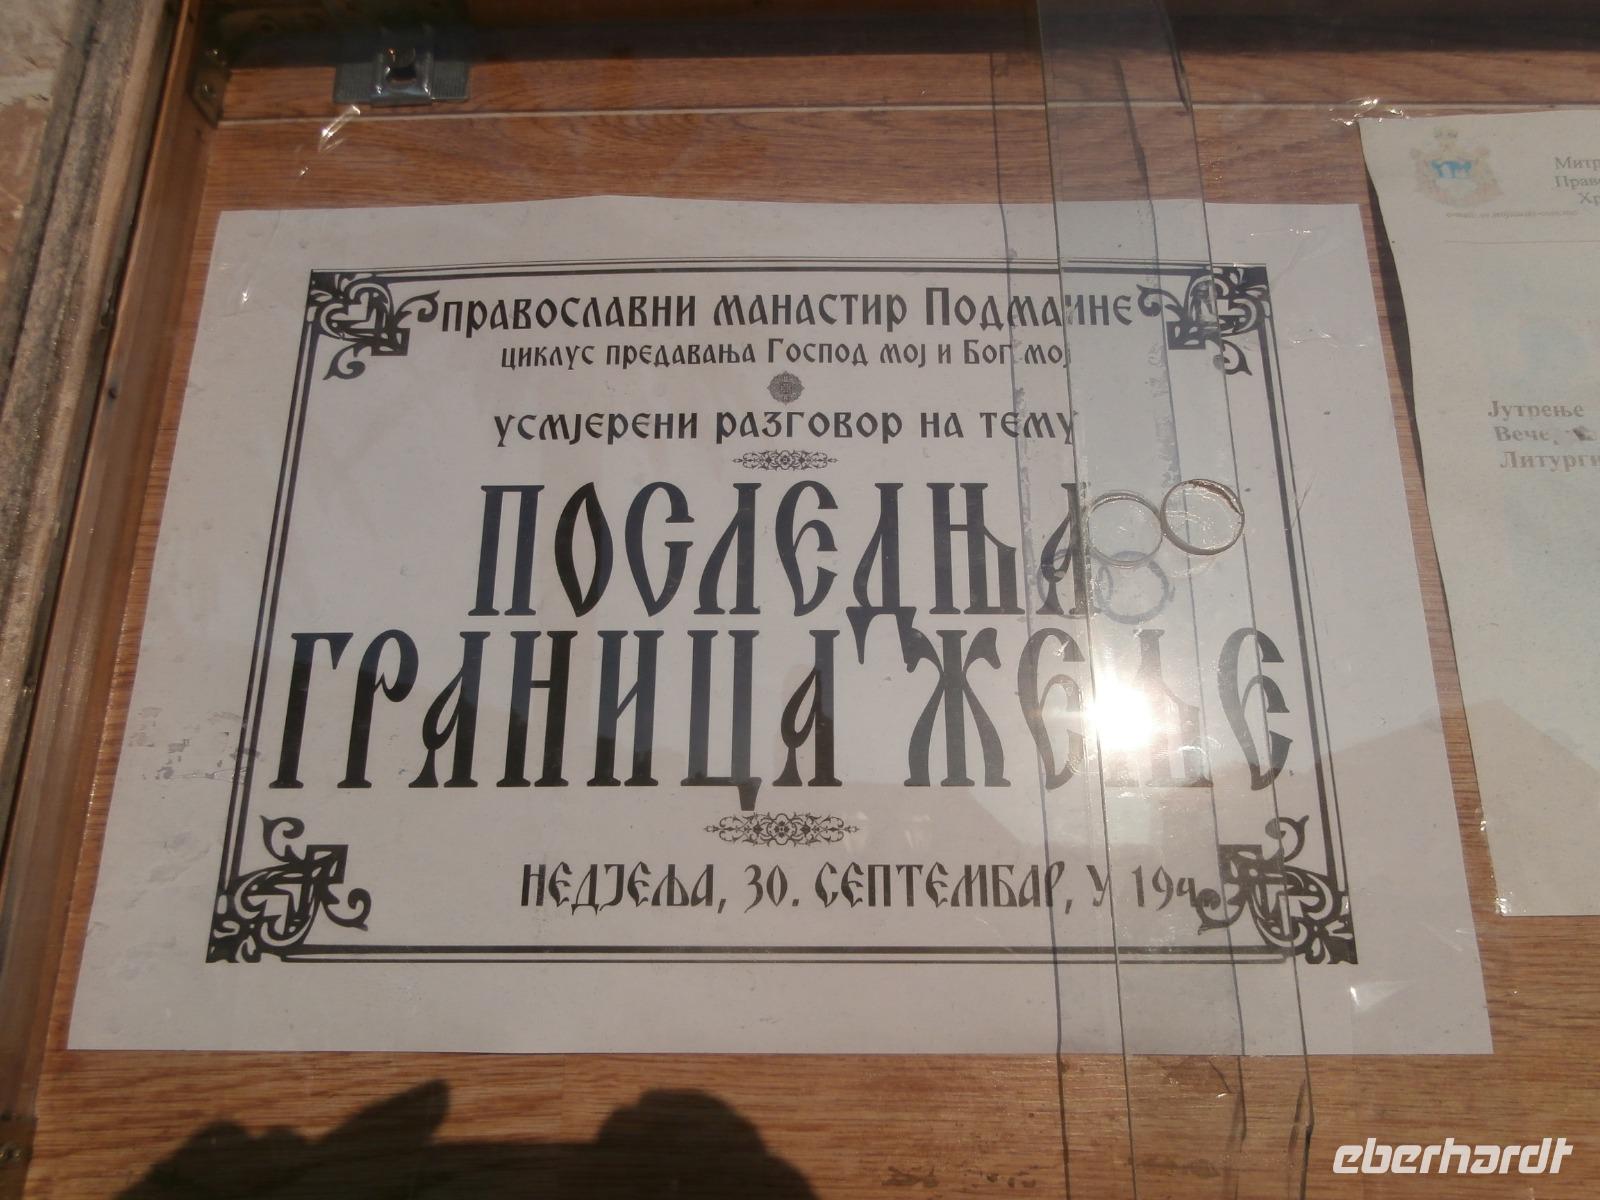 православни манастир Подмаине
циклус предавања Господ мој и Бог мој
усмјерени разговор на тему
ПОСЛЕДЊА
ГРАНИЦА ЖЕЉЕ
НЕДЈЕЉА, 30. СЕПТЕМБАР, У 19ч
Јутрење
Литурги
eberhardt